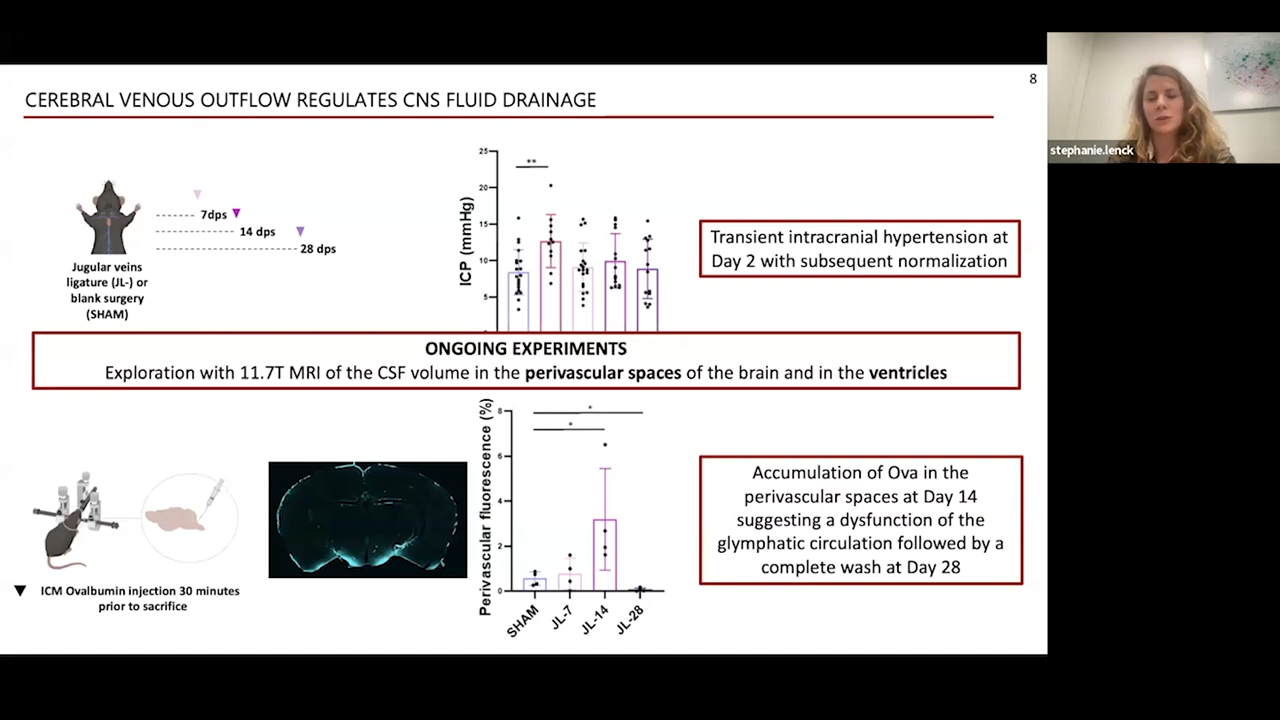 8
CEREBRAL VENOUS OUTFLOW REGULATES CNS FLUID DRAINAGE
stephanie.lenck
7dps
14 dps
28 dps
Jugular veins
ligature (JL-) or
blank surgery
(SHAM)
ICP (mmHg)
25
20
15
10
5
**
Transient intracranial hypertension at
Day 2 with subsequent normalization
ONGOING EXPERIMENTS
Exploration with 11.7T MRI of the CSF volume in the perivascular spaces of the brain and in the ventricles
ICM Ovalbumin injection 30 minutes
prior to sacrifice
Perivascular fluorescence (%)
8
6
4
2
0
*
*
SHAM
JL-7
JL-14
JL-28
Accumulation of Ova in the
perivascular spaces at Day 14
suggesting a dysfunction of the
glymphatic circulation followed by a
complete wash at Day 28